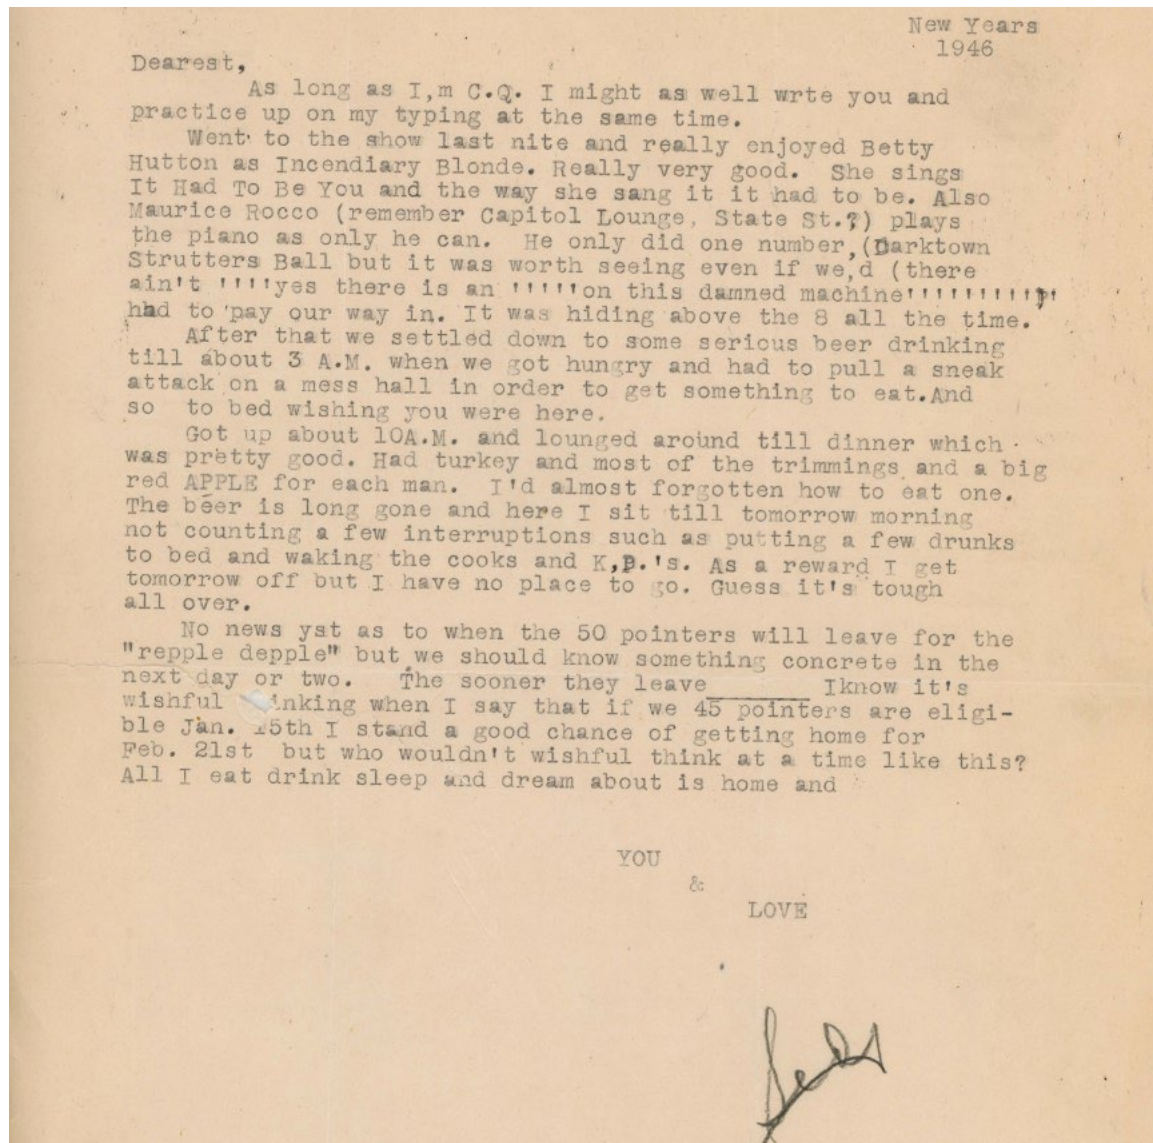 New Years
1946
Dearest,
As long as I,m C.Q. I might as well wrte you and
practice up on my typing at the same time.
Went to the show last nite and really enjoyed Betty
Hutton as Incendiary Blonde. Really very good. She sings
It Had To Be You and the way she sang it it had to be. Also
Maurice Rocco (remember Capitol Lounge, State St.?) plays
the piano as only he can. He only did one number,(Darktown
Strutters Ball but it was worth seeing even if we,d (there
ain't ''''yes there is an '''''on this damned machine'''''''''''
had to pay our way in. It was hiding above the 8 all the time.
After that we settled down to some serious beer drinking
till about 3 A.M. when we got hungry and had to pull a sneak
attack on a mess hall in order to get something to eat.And
so to bed wishing you were here.
Got up about 10A.M. and lounged around till dinner which
was pretty good. Had turkey and most of the trimmings and a big
red APPLE for each man. I'd almost forgotten how to eat one.
The beer is long gone and here I sit till tomorrow morning
not counting a few interruptions such as putting a few drunks
to bed and waking the cooks and K,P.'s. As a reward I get
tomorrow off but I have no place to go. Guess it's tough
all over.
No news yst as to when the 50 pointers will leave for the
"repple depple" but we should know something concrete in the
next day or two. The sooner they leave______ Iknow it's
wishful inking when I say that if we 45 pointers are eligi-
ble Jan. 15th I stand a good chance of getting home for
Feb. 21st but who wouldn't wishful think at a time like this?
All I eat drink sleep and dream about is home and
YOU
&
LOVE